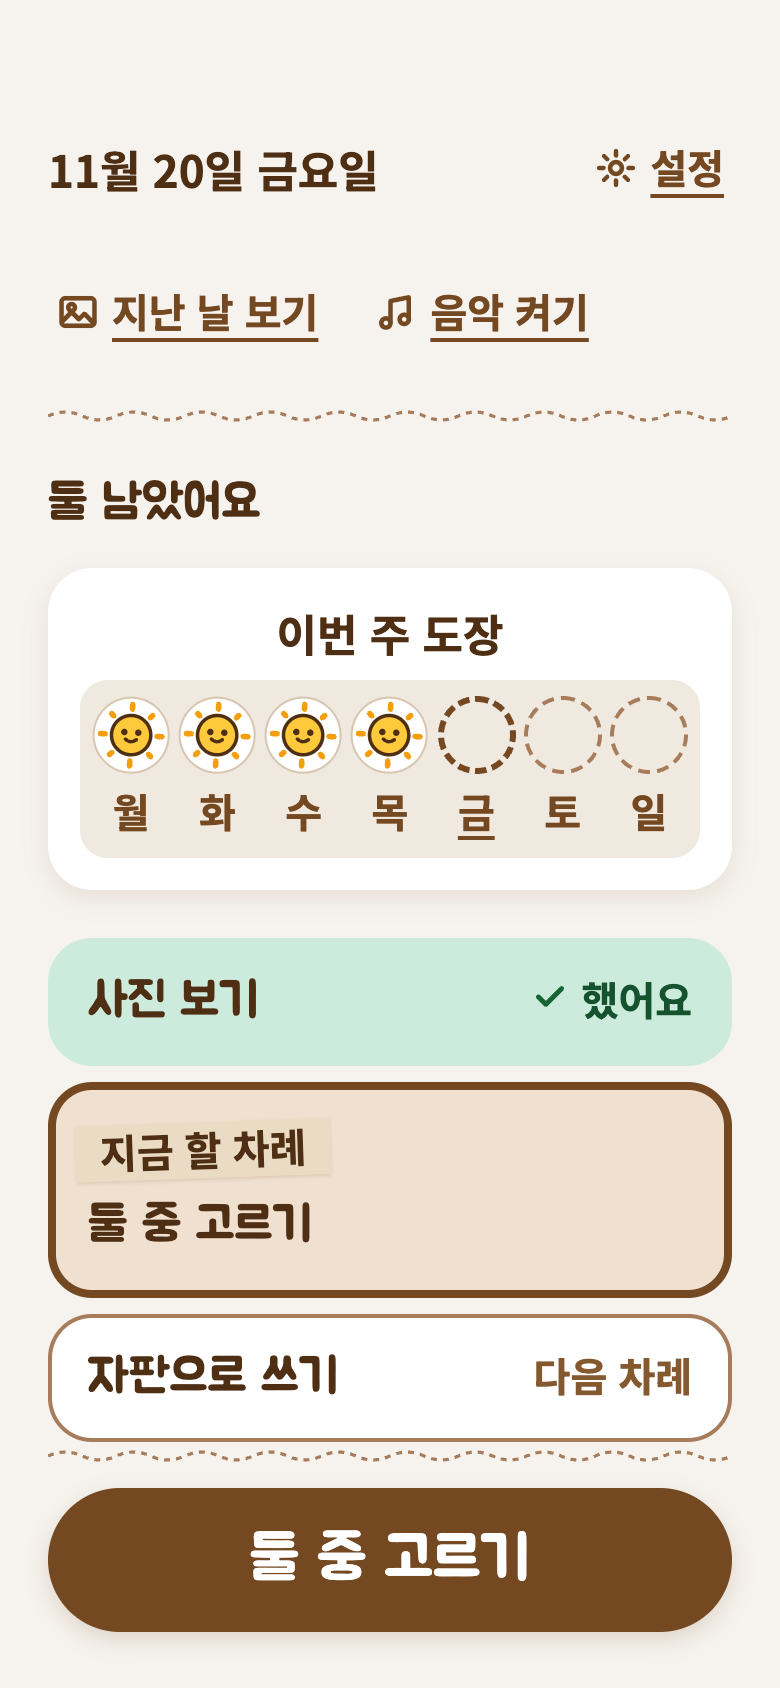 11월 20일 금요일 설정
지난 날 보기 음악 켜기
둘 남았어요
이번 주 도장
월 화 수 목 금 토 일
사진 보기 했어요
지금 할 차례
둘 중 고르기
자판으로 쓰기 다음 차례
둘 중 고르기